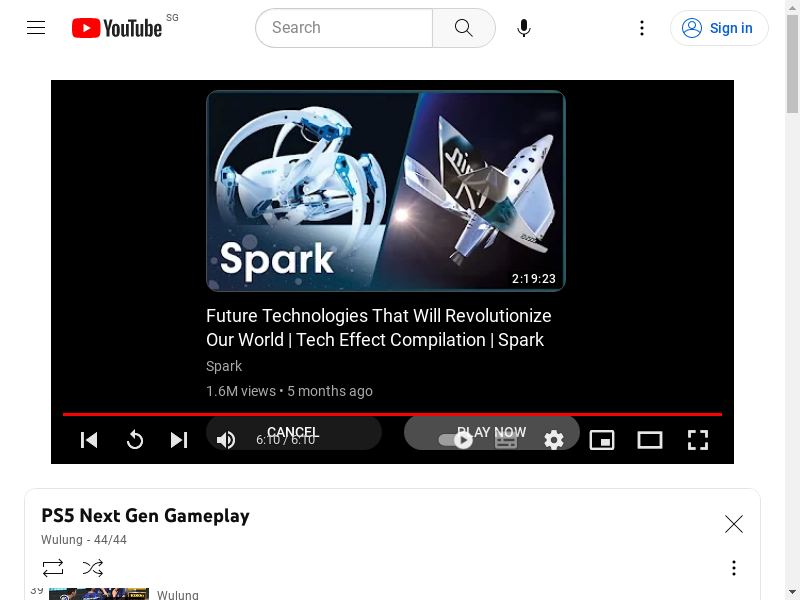 YouTube SG
Search
Sign in
Spark
2:19:23
Future Technologies That Will Revolutionize
Our World | Tech Effect Compilation | Spark
Spark
1.6M views • 5 months ago
CANCEL
PLAY NOW
6:10 / 6:10
PS5 Next Gen Gameplay
Wulung - 44/44
39
Wulung